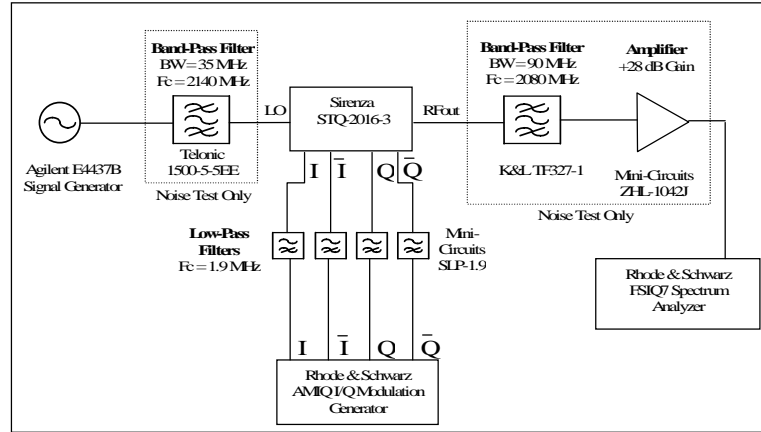 Band-Pass Filter
BW = 35 MHz
Fc = 2140 MHz
Telonic
1500-5-5EE
Noise Test Only
Agilent E4437B
Signal Generator
LO
Sirenza
STQ-2016-3
RFout
Band-Pass Filter
BW = 90 MHz
Fc = 2080 MHz
K&L TF327-1
Amplifier
+28 dB Gain
Mini-Circuits
ZHL-1042J
Noise Test Only
I I̅ Q Q̅
Low-Pass
Filters
Fc = 1.9 MHz
Mini-
Circuits
SLP-1.9
Rhode & Schwarz
FSIQ7 Spectrum
Analyzer
I I̅ Q Q̅
Rhode & Schwarz
AMIQ I/Q Modulation
Generator